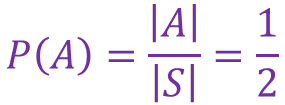 P(A) = |A| / |S| = 1 / 2